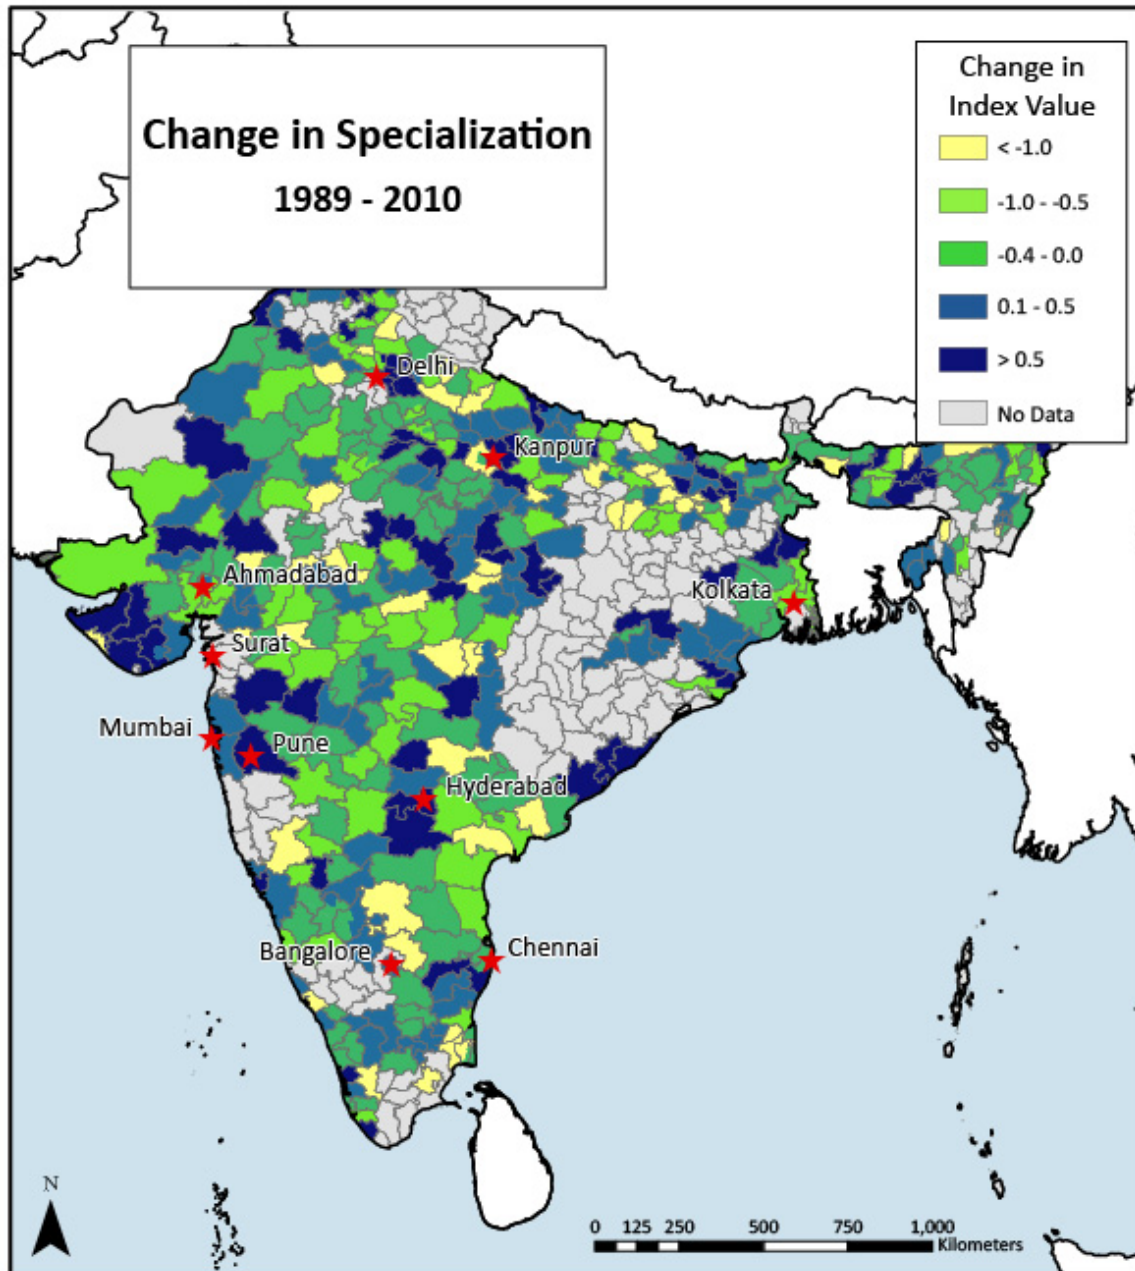 Change in Specialization
1989 - 2010
Change in
Index Value
< -1.0
-1.0 - -0.5
-0.4 - 0.0
0.1 - 0.5
> 0.5
No Data
Delhi
Kanpur
Ahmadabad
Kolkata
Surat
Mumbai
Pune
Hyderabad
Bangalore
Chennai
N
0 125 250 500 750 1,000
Kilometers